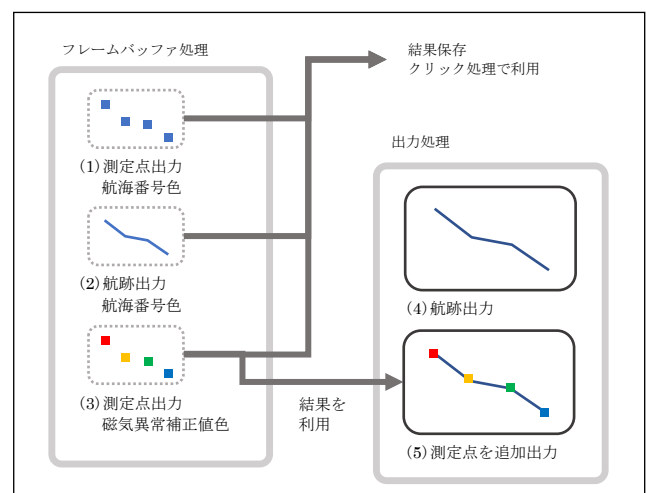 フレームバッファ処理
(1)測定点出力
航海番号色
(2)航跡出力
航海番号色
(3)測定点出力
磁気異常補正値色
結果保存
クリック処理で利用
結果を
利用
出力処理
(4)航跡出力
(5)測定点を追加出力